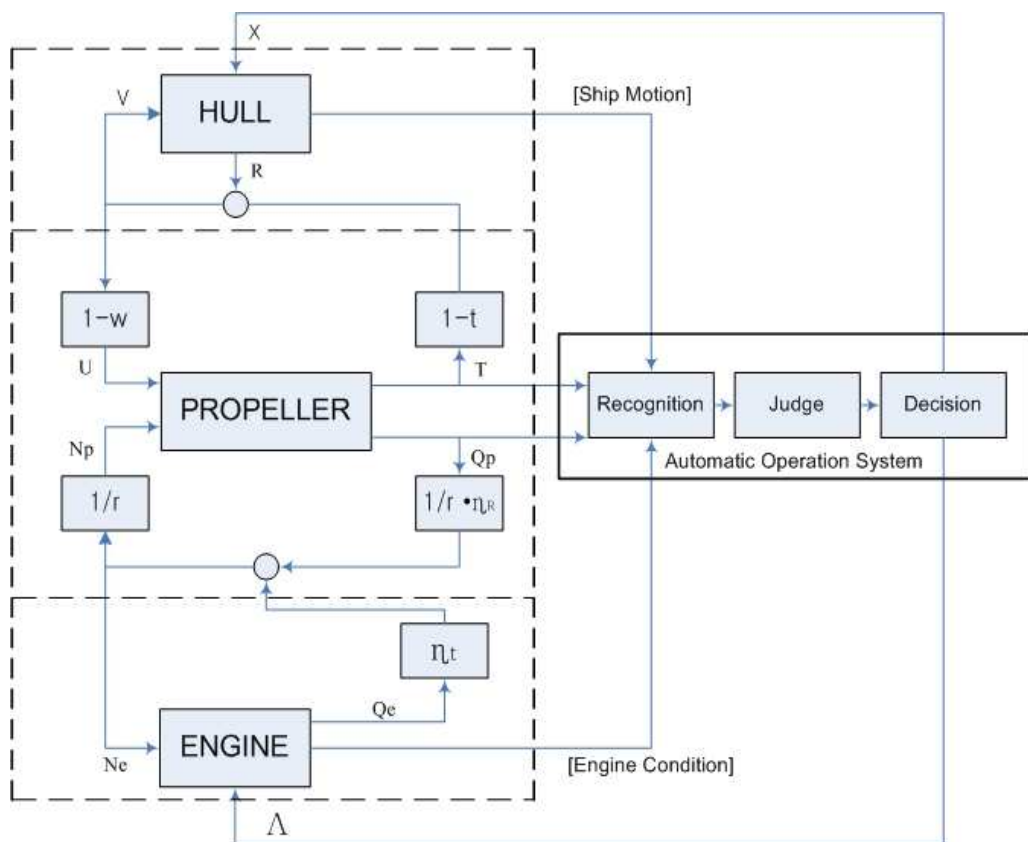 X
[Ship Motion]
V
HULL
R
1-w
1-t
U
T
PROPELLER
Recognition
Judge
Decision
Np
Qp
Automatic Operation System
1/r
1/r •ηR
ηt
Qe
ENGINE
Ne
[Engine Condition]
Λ